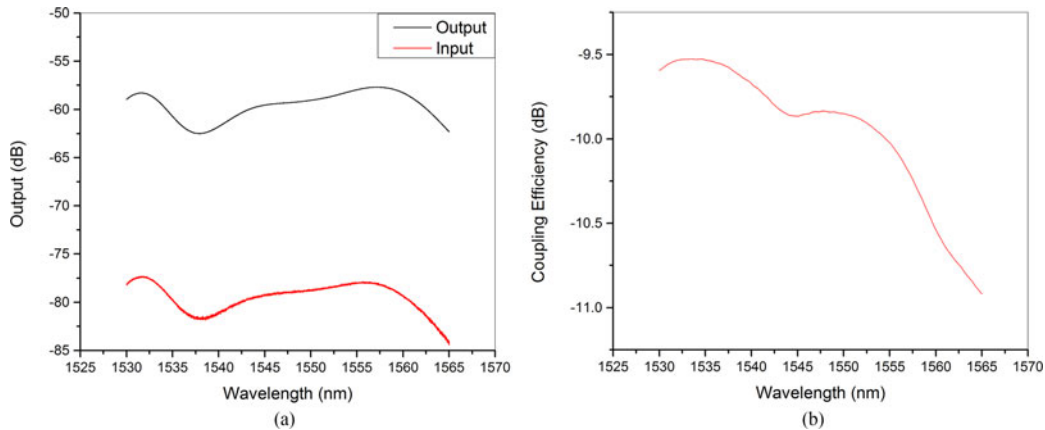 -50
-55
-60
-65
-70
-75
-80
-85
Output (dB)
Output
Input
1525 1530 1535 1540 1545 1550 1555 1560 1565 1570
Wavelength (nm)
(a)
-9.5
-10.0
-10.5
-11.0
Coupling Efficiency (dB)
1525 1530 1535 1540 1545 1550 1555 1560 1565 1570
Wavelength (nm)
(b)